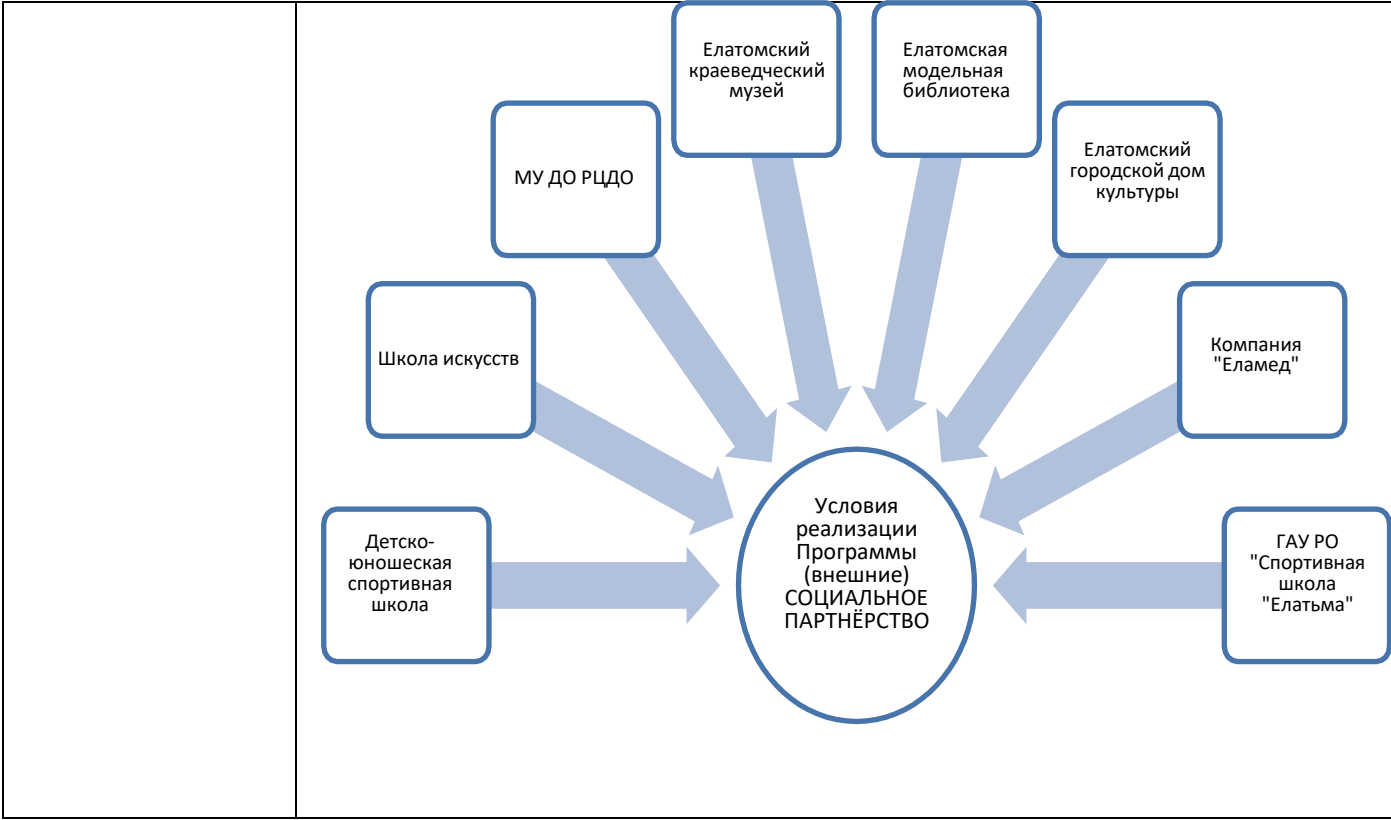 Елатомский
краеведческий
музей
Елатомская
модельная
библиотека
МУ ДО РЦДО
Елатомский
городской дом
культуры
Школа искусств
Компания
"Еламед"
Детско-
юношеская
спортивная
школа
Условия
реализации
Программы
(внешние)
СОЦИАЛЬНОЕ
ПАРТНЁРСТВО
ГАУ РО
"Спортивная
школа
"Елатьма"